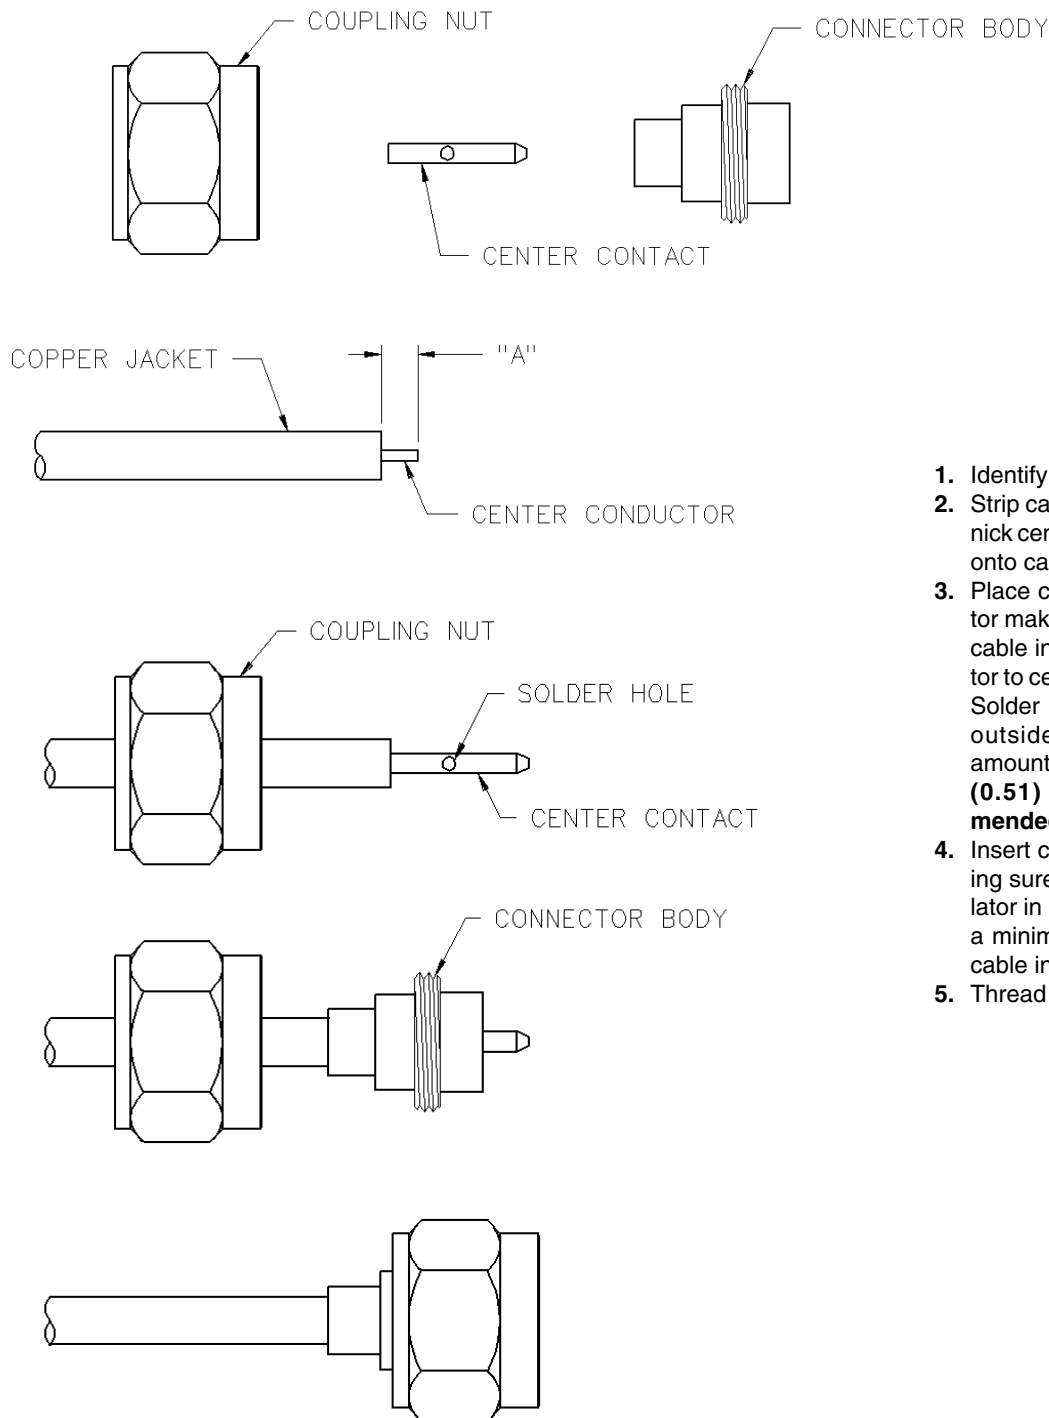 COUPLING NUT
CONNECTOR BODY
CENTER CONTACT
COPPER JACKET
"A"
CENTER CONDUCTOR
COUPLING NUT
SOLDER HOLE
CENTER CONTACT
CONNECTOR BODY
1. Identify
2. Strip ca
nick cer
onto ca
3. Place c
tor mak
cable in
tor to ce
Solder
outside
amount
(0.51)
mende
4. Insert c
ing sure
lator in
a minim
cable in
5. Thread